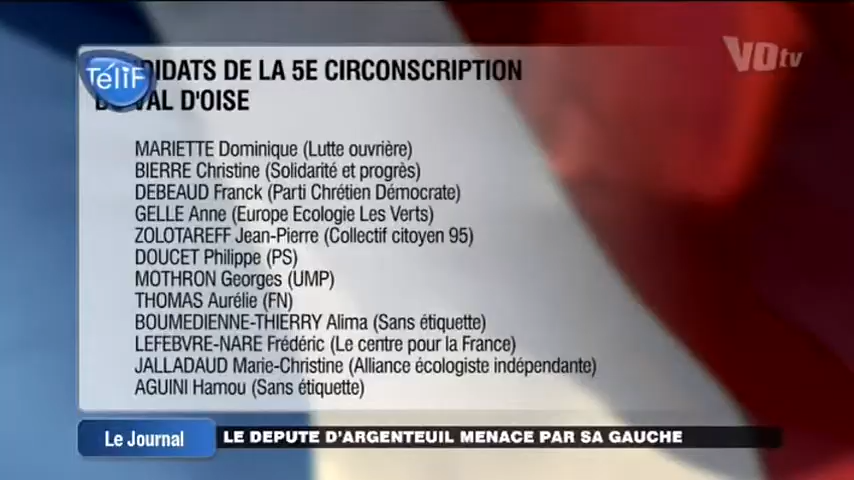 VOtv
TéliF
DIDATS DE LA 5E CIRCONSCRIPTION
VAL D'OISE
MARIETTE Dominique (Lutte ouvrière)
BIERRE Christine (Solidarité et progrès)
DEBEAUD Franck (Parti Chrétien Démocrate)
GELLE Anne (Europe Ecologie Les Verts)
ZOLOTAREFF Jean-Pierre (Collectif citoyen 95)
DOUCET Philippe (PS)
MOTHRON Georges (UMP)
THOMAS Aurélie (FN)
BOUMEDIENNE-THIERRY Alima (Sans étiquette)
LEFEBVRE-NARE Frédéric (Le centre pour la France)
JALLADAUD Marie-Christine (Alliance écologiste indépendante)
AGUINI Hamou (Sans étiquette)
Le Journal
LE DEPUTE D'ARGENTEUIL MENACE PAR SA GAUCHE